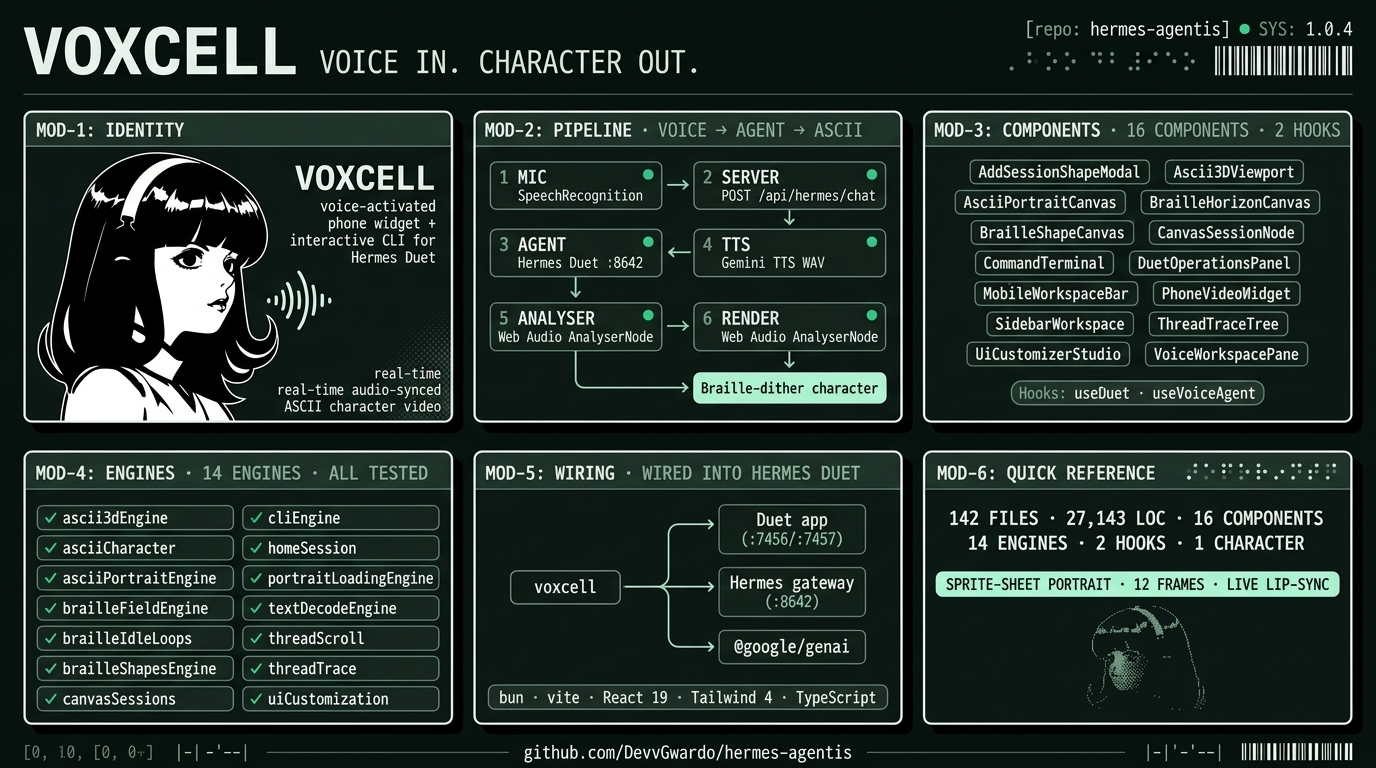 VOXCELL VOICE IN. CHARACTER OUT.
[repo: hermes-agentis] ● SYS: 1.0.4
MOD-1: IDENTITY
VOXCELL
voice-activated
phone widget +
interactive CLI for
Hermes Duet
real-time
real-time audio-synced
ASCII character video
MOD-2: PIPELINE · VOICE → AGENT → ASCII
1 MIC
SpeechRecognition
2 SERVER
POST /api/hermes/chat
3 AGENT
Hermes Duet :8642
4 TTS
Gemini TTS WAV
5 ANALYSER
Web Audio AnalyserNode
6 RENDER
Web Audio AnalyserNode
Braille-dither character
MOD-3: COMPONENTS · 16 COMPONENTS · 2 HOOKS
AddSessionShapeModal
Ascii3DViewport
AsciiPortraitCanvas
BrailleHorizonCanvas
BrailleShapeCanvas
CanvasSessionNode
CommandTerminal
DuetOperationsPanel
MobileWorkspaceBar
PhoneVideoWidget
SidebarWorkspace
ThreadTraceTree
UiCustomizerStudio
VoiceWorkspacePane
Hooks: useDuet · useVoiceAgent
MOD-4: ENGINES · 14 ENGINES · ALL TESTED
✓ ascii3dEngine
✓ cliEngine
✓ asciiCharacter
✓ homeSession
✓ asciiPortraitEngine
✓ portraitLoadingEngine
✓ brailleFieldEngine
✓ textDecodeEngine
✓ brailleIdleLoops
✓ threadScroll
✓ brailleShapesEngine
✓ threadTrace
✓ canvasSessions
✓ uiCustomization
MOD-5: WIRING · WIRED INTO HERMES DUET
voxcell
Duet app
(:7456/:7457)
Hermes gateway
(:8642)
@google/genai
bun · vite · React 19 · Tailwind 4 · TypeScript
MOD-6: QUICK REFERENCE
142 FILES · 27,143 LOC · 16 COMPONENTS
14 ENGINES · 2 HOOKS · 1 CHARACTER
SPRITE-SHEET PORTRAIT · 12 FRAMES · LIVE LIP-SYNC
[0, 10, [0,
|-| -'--|
github.com/DevvGwardo/hermes-agentis
|-|'-'--|